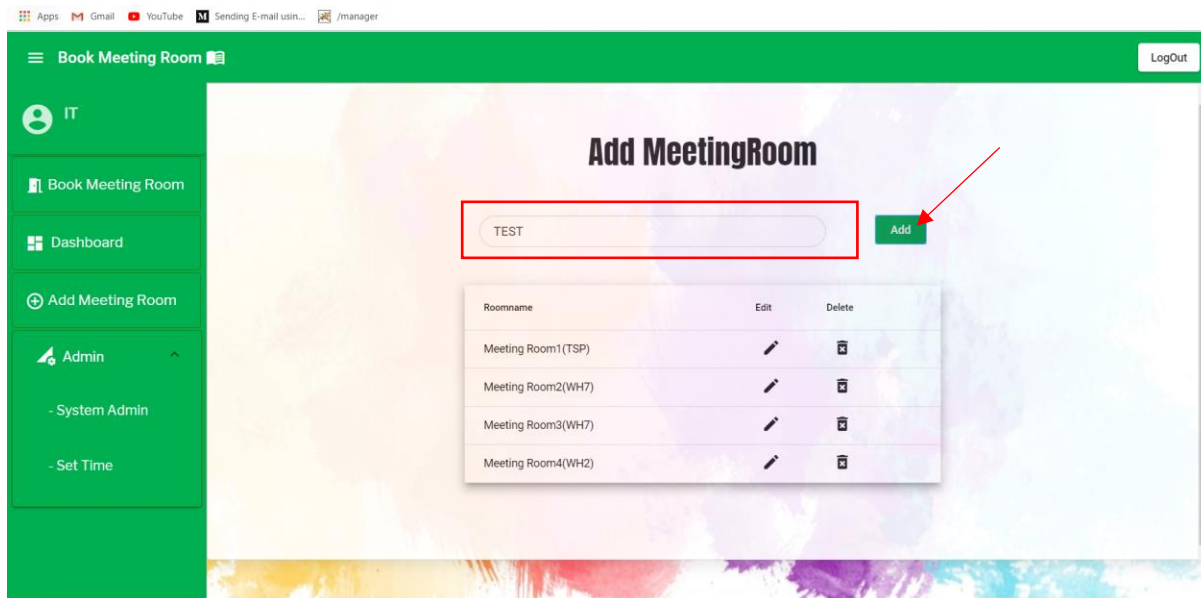 Apps Gmail YouTube Sending E-mail usin... /manager
Book Meeting Room LogOut
IT
Book Meeting Room
Dashboard
Add Meeting Room
Admin
- System Admin
- Set Time
Add MeetingRoom
TEST Add
Roomname Edit Delete
Meeting Room1(TSP)
Meeting Room2(WH7)
Meeting Room3(WH7)
Meeting Room4(WH2)